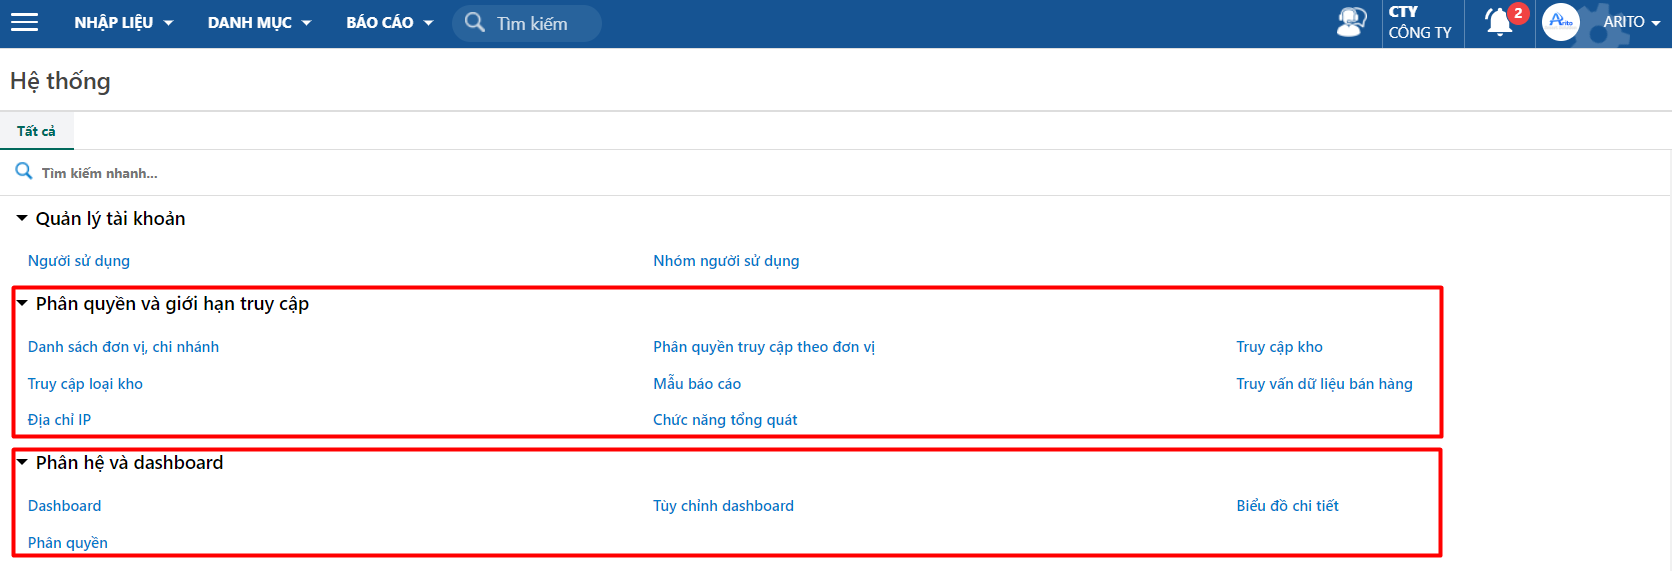 NHẬP LIỆU DANH MỤC BÁO CÁO Tìm kiếm CTY 2 Arito ARITO
CÔNG TY
Hệ thống
Tất cả
Tìm kiếm nhanh...
Quản lý tài khoản
Người sử dụng Nhóm người sử dụng
Phân quyền và giới hạn truy cập
Danh sách đơn vị, chi nhánh Phân quyền truy cập theo đơn vị Truy cập kho
Truy cập loại kho Mẫu báo cáo Truy vấn dữ liệu bán hàng
Địa chỉ IP Chức năng tổng quát
Phân hệ và dashboard
Dashboard Tùy chỉnh dashboard Biểu đồ chi tiết
Phân quyền